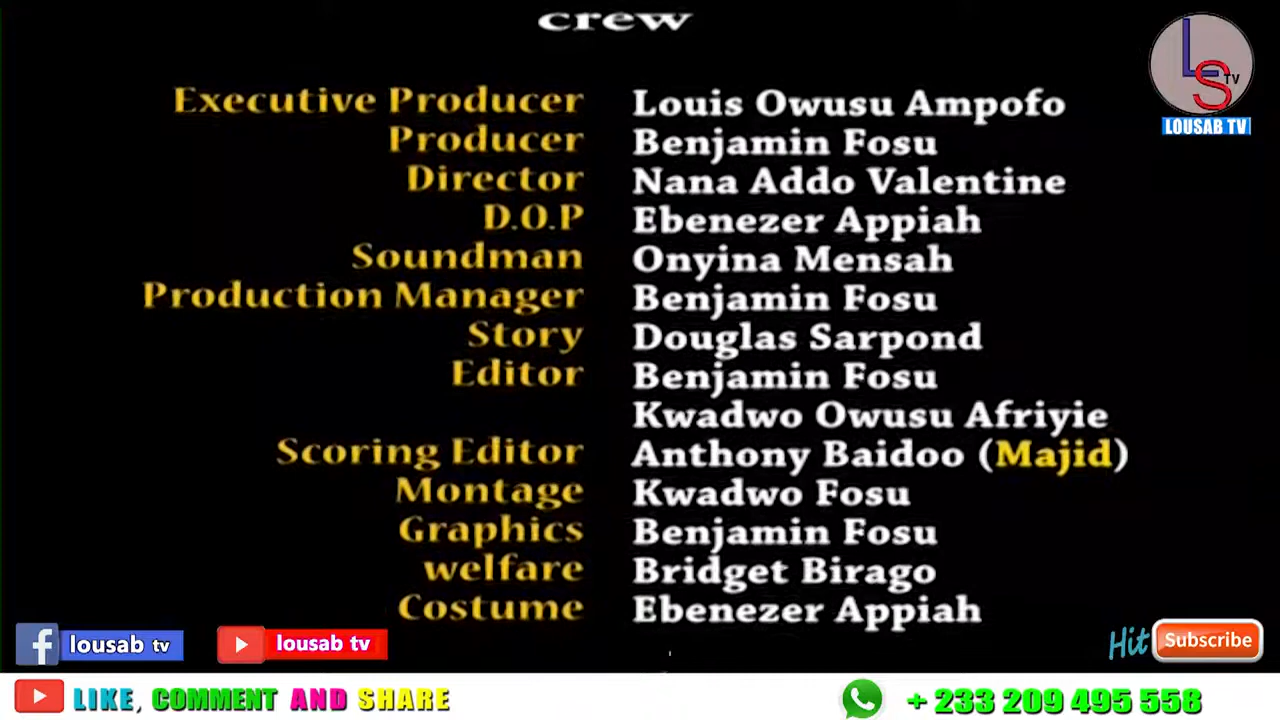 crew
LS TV
LOUSAB TV
Executive Producer Louis Owusu Ampofo
Producer Benjamin Fosu
Director Nana Addo Valentine
D.O.P Ebenezer Appiah
Soundman Onyina Mensah
Production Manager Benjamin Fosu
Story Douglas Sarpond
Editor Benjamin Fosu
Kwadwo Owusu Afriyie
Scoring Editor Anthony Baidoo (Majid)
Montage Kwadwo Fosu
Graphics Benjamin Fosu
welfare Bridget Birago
Costume Ebenezer Appiah
f lousab tv lousab tv Hit Subscribe
LIKE, COMMENT AND SHARE + 233 209 495 558